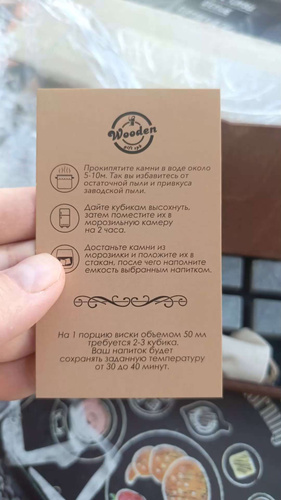 Wooden
gift spb
Прокипятите камни в воде около
5-10м. Так вы избавитесь от
остаточной пыли и привкуса
заводской пыли.
Дайте кубикам высохнуть,
затем поместите их в
морозильную камеру
на 2 часа.
Достаньте камни из
морозилки и положите их в
стакан, после чего наполните
емкость выбранным напитком.
На 1 порцию виски объемом 50 мл
требуется 2-3 кубика.
Ваш напиток будет
сохранять заданную температуру
от 30 до 40 минут.
Wooden